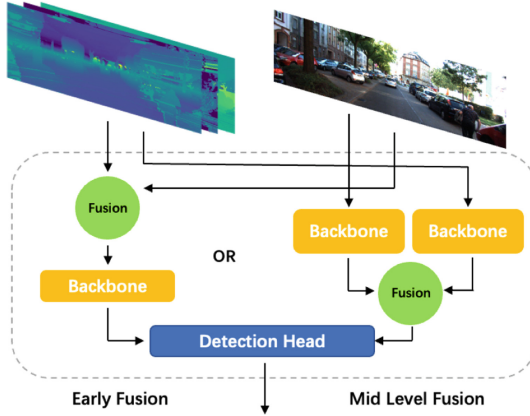 Fusion
Backbone Backbone
OR
Fusion
Backbone
Detection Head
Early Fusion Mid Level Fusion